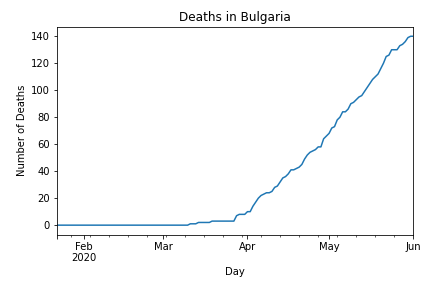 Deaths in Bulgaria
Number of Deaths
140
120
100
80
60
40
20
0
Feb
2020
Mar
Apr
May
Jun
Day